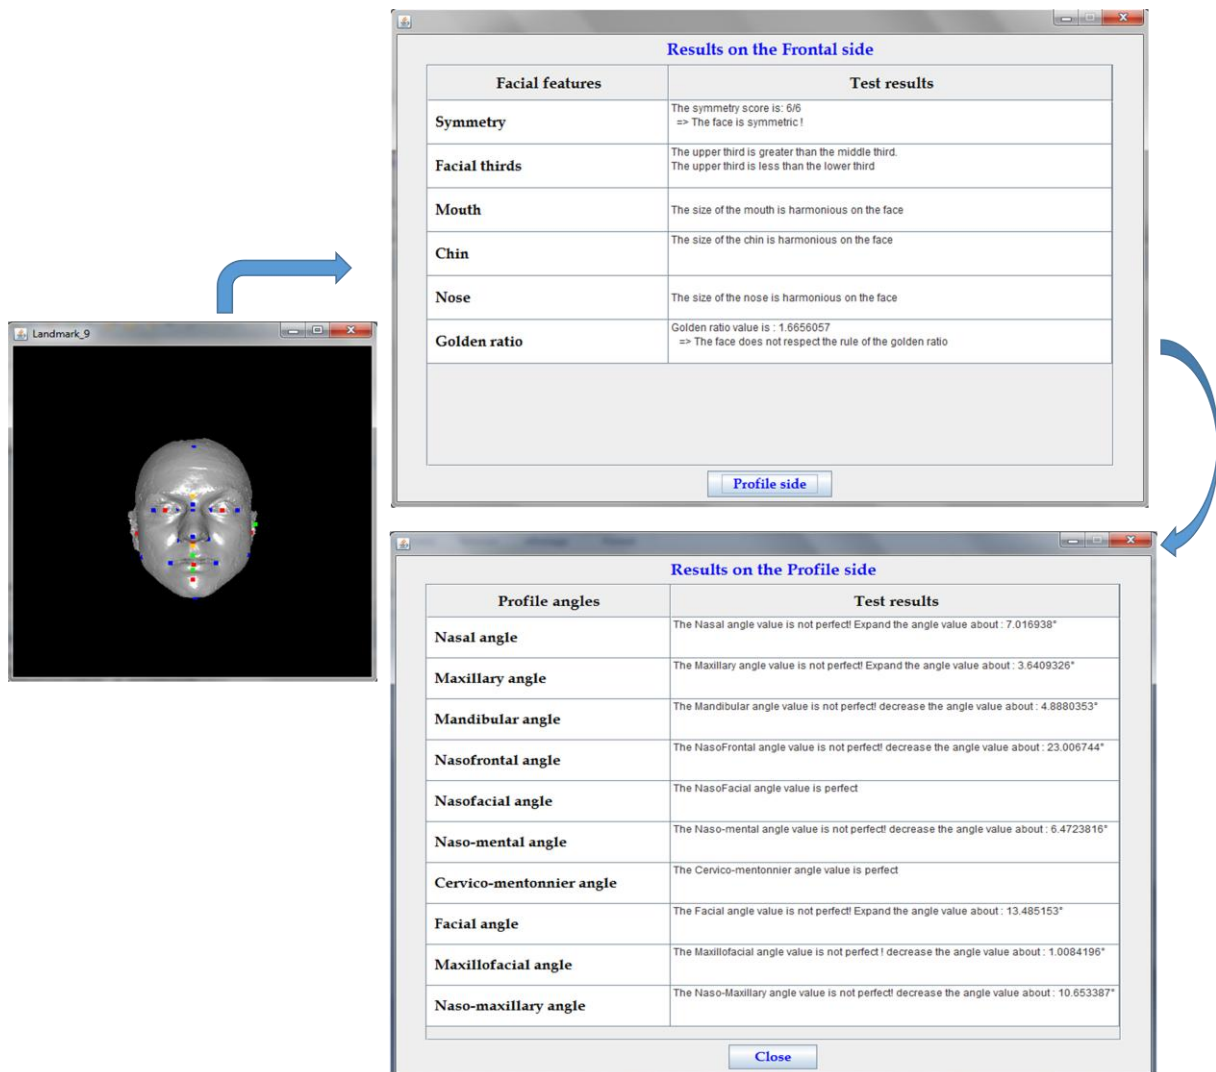 Landmark_9
Results on the Frontal side
Facial features
Test results
Symmetry
The symmetry score is: 6/6
=> The face is symmetric !
Facial thirds
The upper third is greater than the middle third.
The upper third is less than the lower third
Mouth
The size of the mouth is harmonious on the face
Chin
The size of the chin is harmonious on the face
Nose
The size of the nose is harmonious on the face
Golden ratio
Golden ratio value is : 1.6656057
=> The face does not respect the rule of the golden ratio
Profile side
Results on the Profile side
Profile angles
Test results
Nasal angle
The Nasal angle value is not perfect! Expand the angle value about : 7.016938°
Maxillary angle
The Maxillary angle value is not perfect! Expand the angle value about : 3.6409326°
Mandibular angle
The Mandibular angle value is not perfect! decrease the angle value about : 4.8880353°
Nasofrontal angle
The NasoFrontal angle value is not perfect! decrease the angle value about : 23.006744°
Nasofacial angle
The NasoFacial angle value is perfect
Naso-mental angle
The Naso-mental angle value is not perfect! decrease the angle value about : 6.4723816°
Cervico-mentonnier angle
The Cervico-mentonnier angle value is perfect
Facial angle
The Facial angle value is not perfect! Expand the angle value about : 13.485153°
Maxillofacial angle
The Maxillofacial angle value is not perfect ! decrease the angle value about : 1.0084196°
Naso-maxillary angle
The Naso-Maxillary angle value is not perfect! decrease the angle value about : 10.653387°
Close